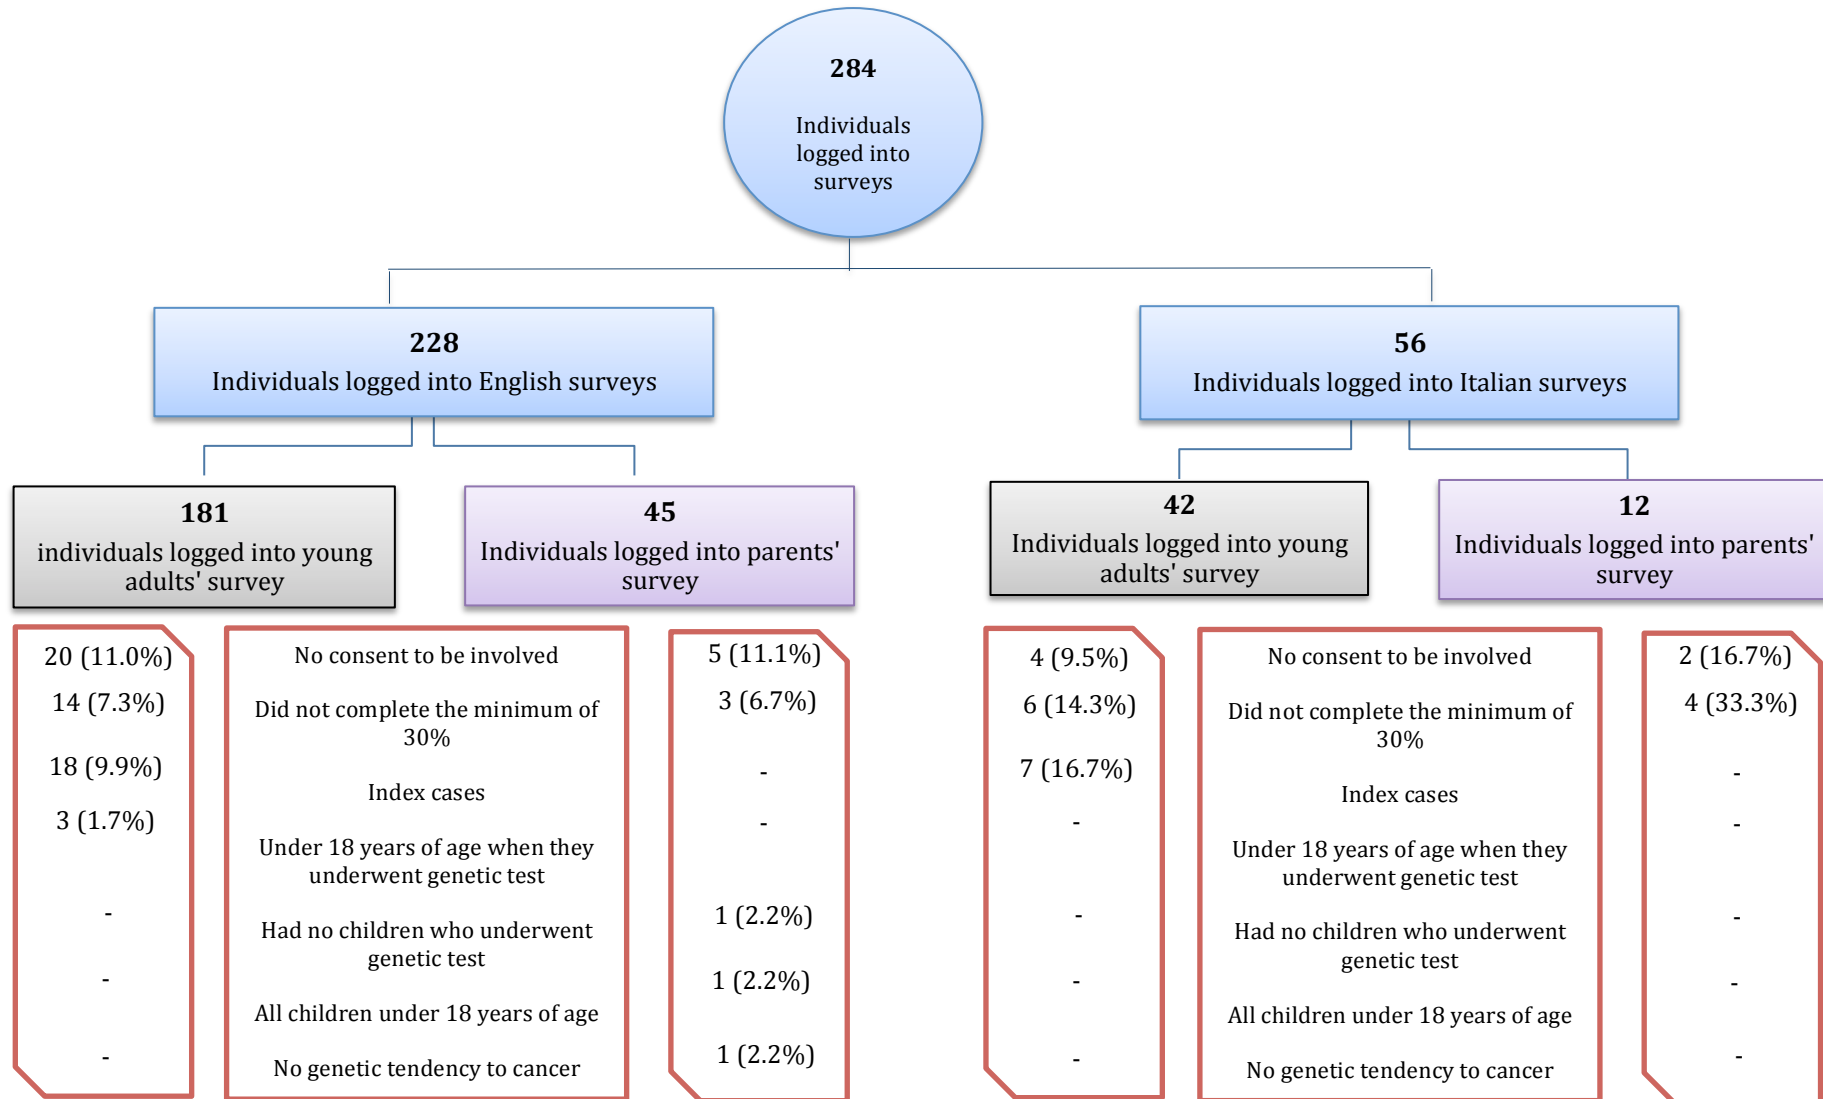 284
Individuals
logged into
surveys
228
Individuals logged into English surveys
56
Individuals logged into Italian surveys
181
individuals logged into young
adults' survey
45
Individuals logged into parents'
survey
42
Individuals logged into young
adults' survey
12
Individuals logged into parents'
survey
20 (11.0%)
14 (7.3%)
18 (9.9%)
3 (1.7%)
-
-
-
No consent to be involved
Did not complete the minimum of
30%
Index cases
Under 18 years of age when they
underwent genetic test
Had no children who underwent
genetic test
All children under 18 years of age
No genetic tendency to cancer
5 (11.1%)
3 (6.7%)
-
-
1 (2.2%)
1 (2.2%)
1 (2.2%)
4 (9.5%)
6 (14.3%)
7 (16.7%)
-
-
-
-
No consent to be involved
Did not complete the minimum of
30%
Index cases
Under 18 years of age when they
underwent genetic test
Had no children who underwent
genetic test
All children under 18 years of age
No genetic tendency to cancer
2 (16.7%)
4 (33.3%)
-
-
-
-
-